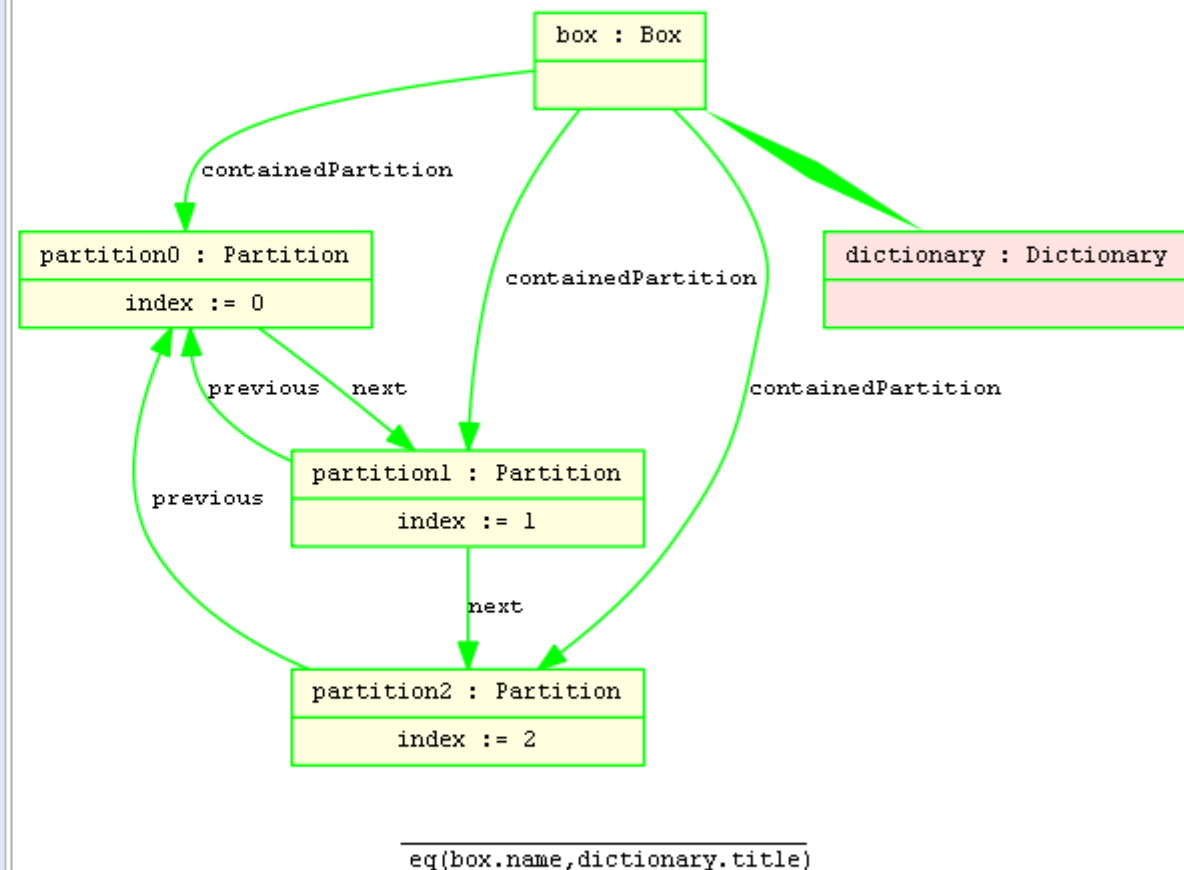 box : Box
containedPartition
partition0 : Partition
index := 0
dictionary : Dictionary
containedPartition
previous
next
containedPartition
partition1 : Partition
index := 1
previous
next
partition2 : Partition
index := 2
eq(box.name,dictionary.title)